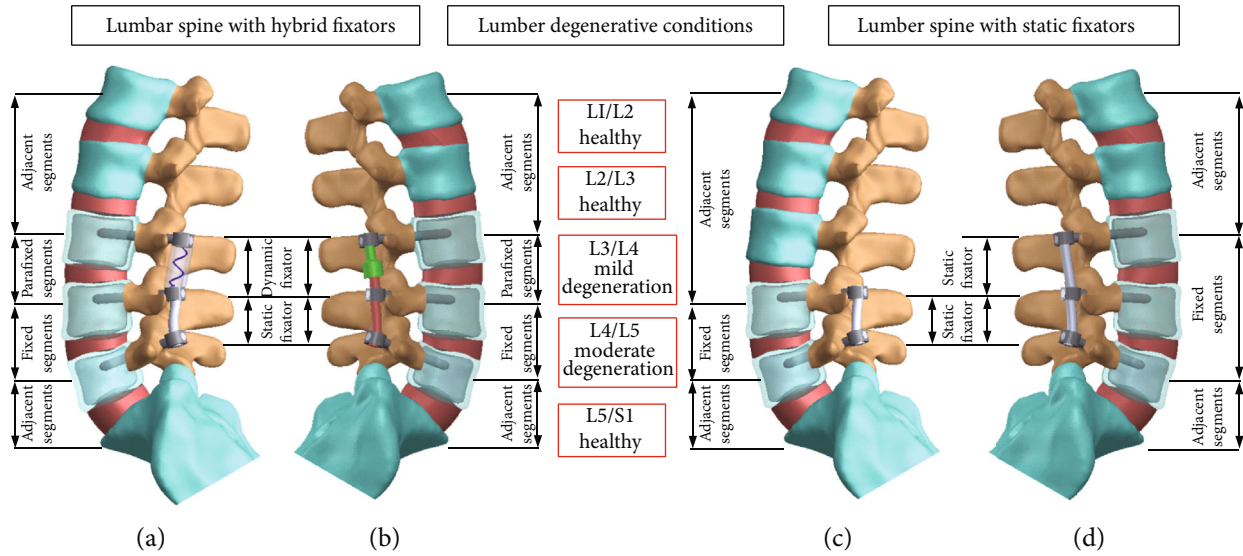 Lumbar spine with hybrid fixators
Lumber degenerative conditions
Lumber spine with static fixators
Adjacent
segments
Parafixed
segments
Fixed
segments
Adjacent
segments
Dynamic
fixator
Static
fixator
Adjacent
segments
Parafixed
segments
Fixed
segments
Adjacent
segments
LI/L2
healthy
L2/L3
healthy
L3/L4
mild
degeneration
L4/L5
moderate
degeneration
L5/S1
healthy
Adjacent
segments
Fixed
segments
Adjacent
segments
Static
fixator
Static
fixator
Adjacent
segments
Fixed
segments
Adjacent
segments
(a)
(b)
(c)
(d)